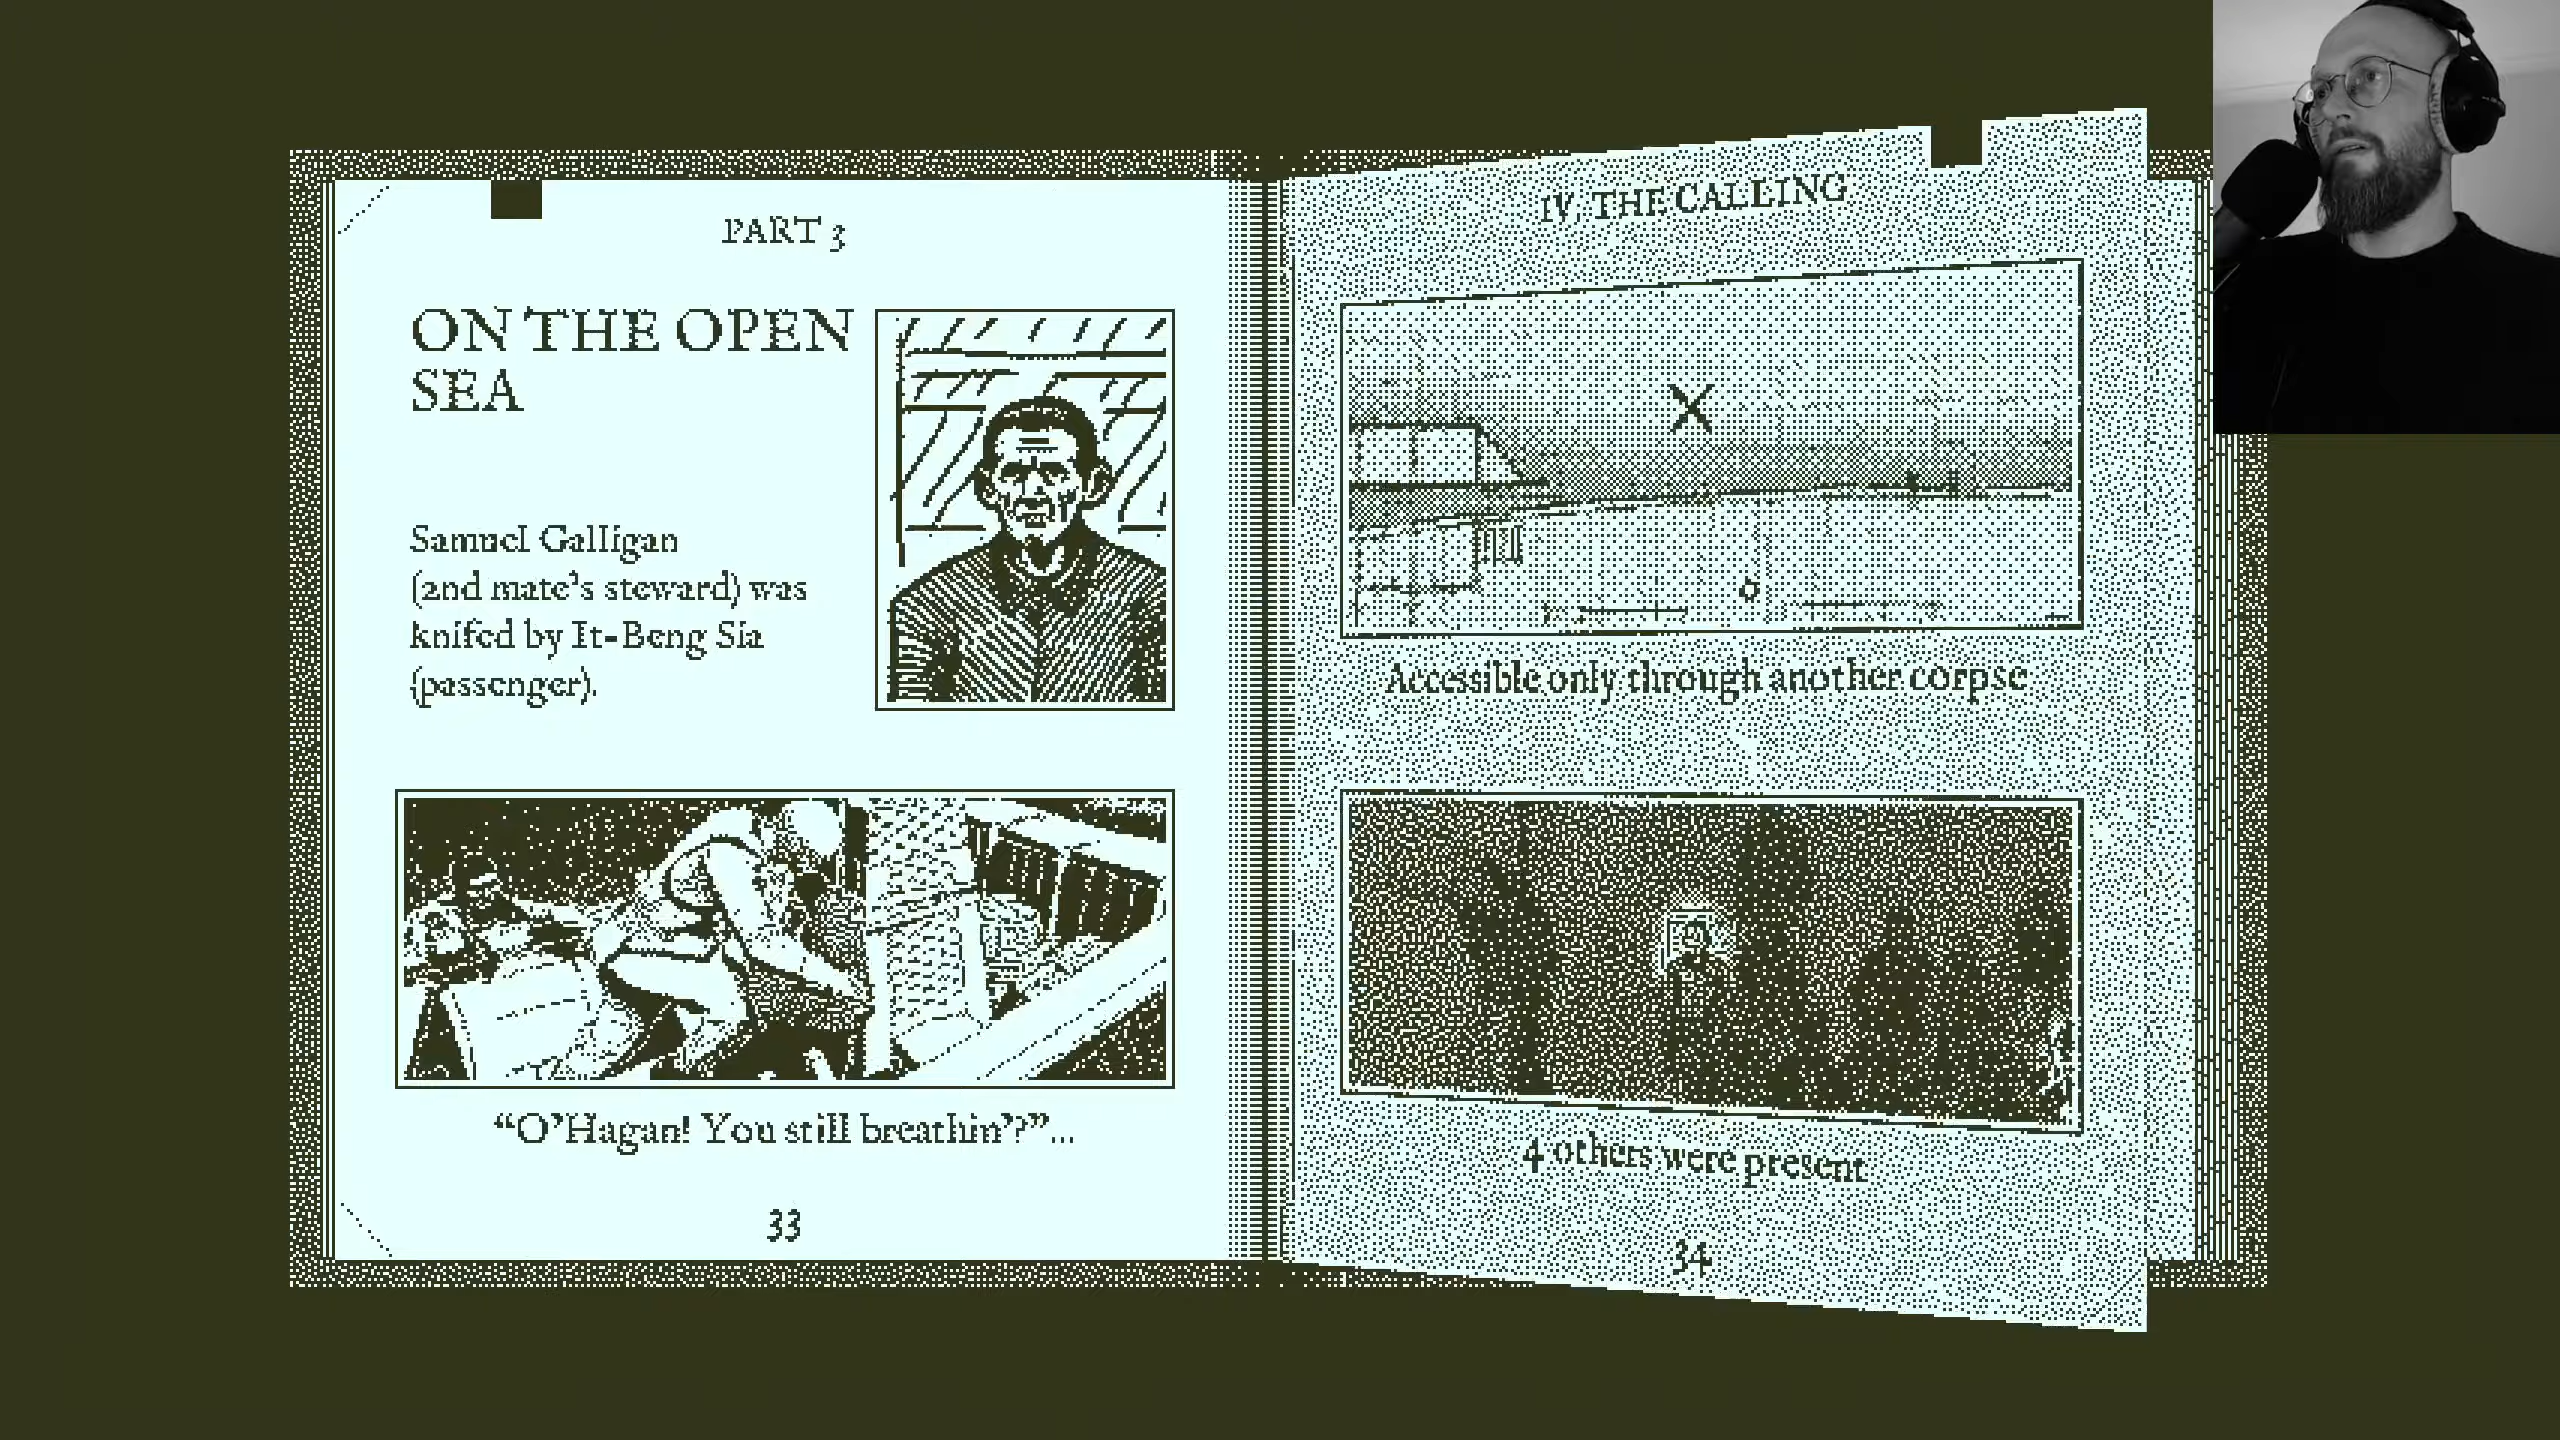 PART 3
ON THE OPEN
SEA
Samuel Galligan
(2nd mate's steward) was
knifed by It-Beng Sia
(passenger).
“O'Hagan! You still breathin'?”...
33
IV. THE CALLING
X
Accessible only through another corpse
4 others were present
34